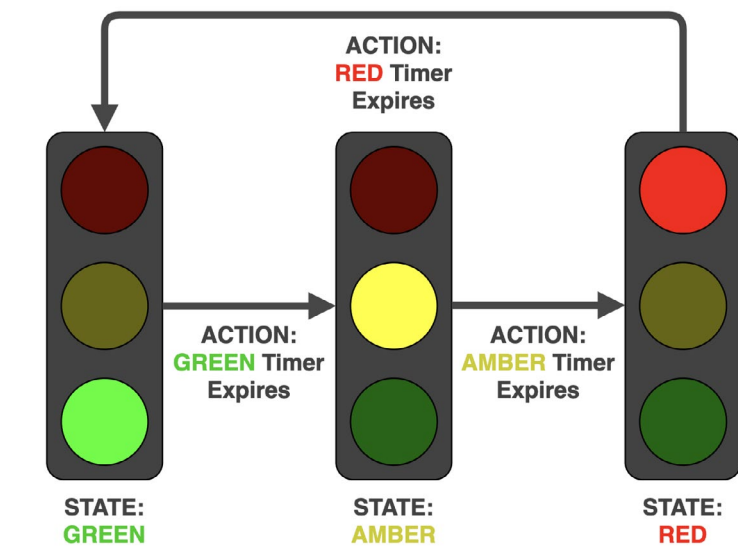 ACTION:
RED Timer
Expires
ACTION:
GREEN Timer
Expires
ACTION:
AMBER Timer
Expires
STATE:
GREEN
STATE:
AMBER
STATE:
RED